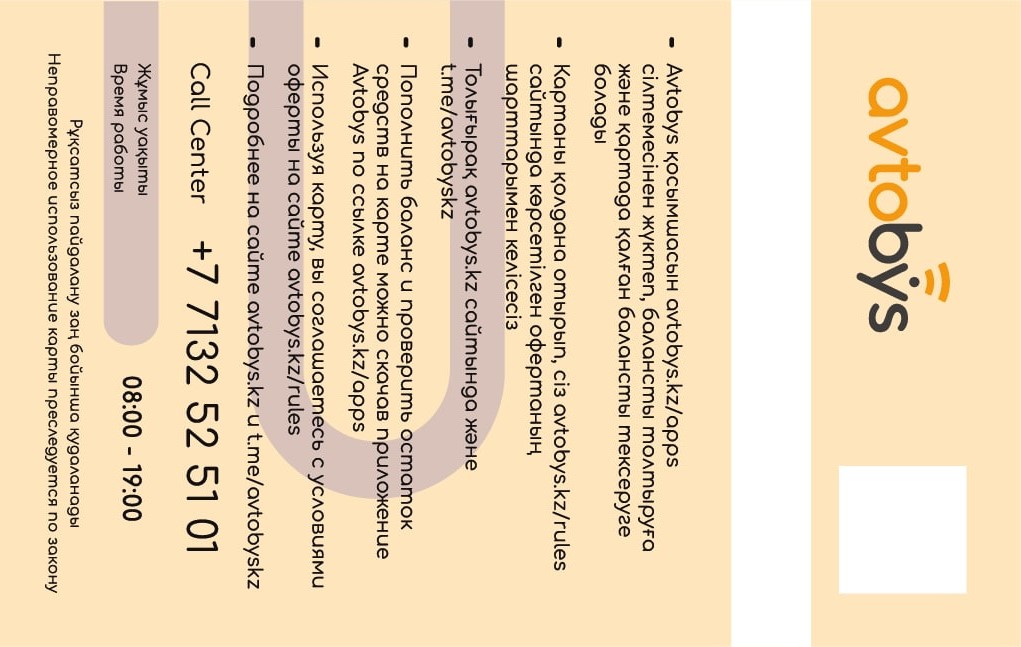 avtobys
- Avtobys қосымшасын avtobys.kz/apps
сілтемесінен жүктеп, балансты толтыруға
және картада қалған балансты тексеруге
болады
- Картаны қолдана отырып, сіз avtobys.kz/rules
сайтында көрсетілген офертаның
шарттарымен келісесіз
- Толығырақ avtobys.kz сайтында және
t.me/avtobyskz
- Пополнить баланс и проверить остаток
средств на карте можно скачав приложение
Avtobys по ссылке avtobys.kz/apps
- Используя карту, вы соглашаетесь с условиями
оферты на сайте avtobys.kz/rules
- Подробнее на сайте avtobys.kz и t.me/avtobyskz
Call Center +7 7132 52 51 01
Жұмыс уақыты
Время работы
08:00 - 19:00
Рұқсатсыз пайдалану заң бойынша қудаланады
Неправомерное использование карты преследуется по закону